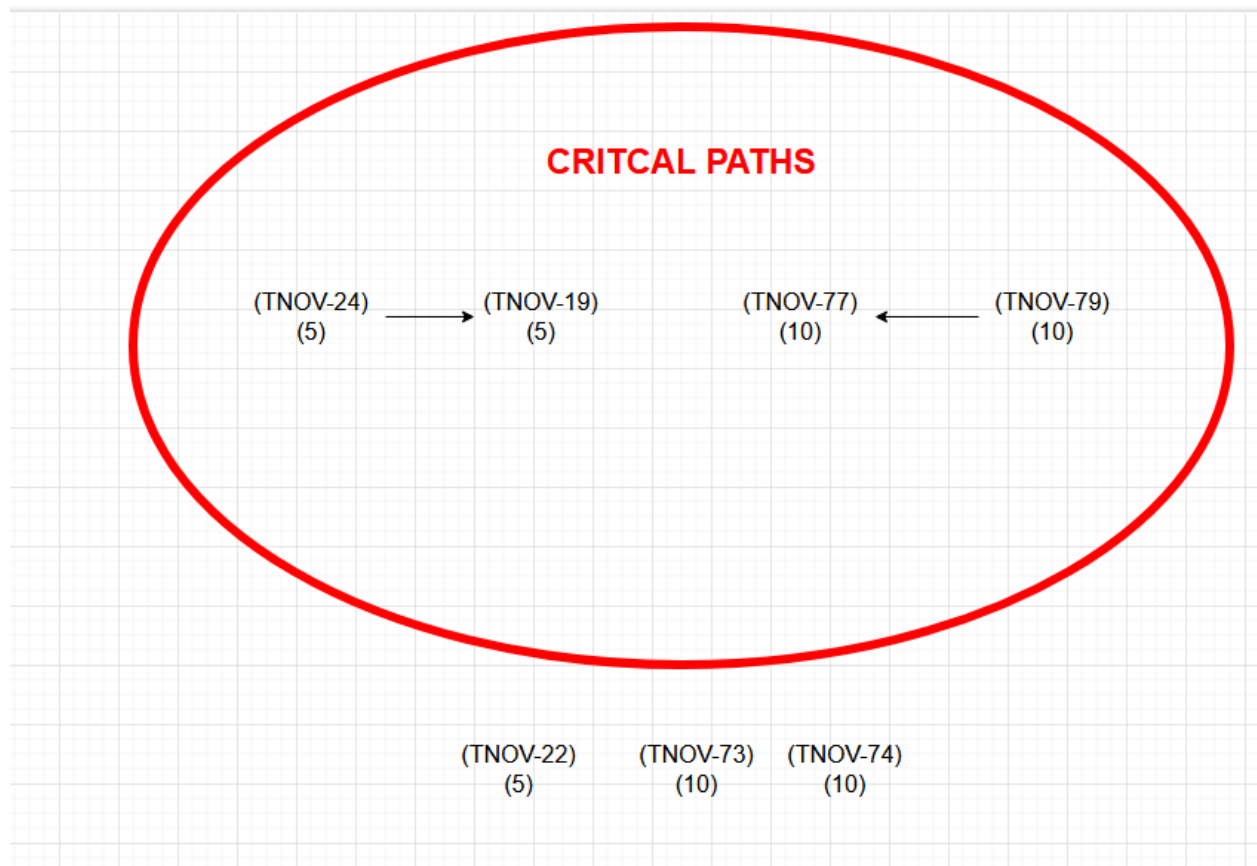 CRITCAL PATHS
(TNOV-24)
(5)
(TNOV-19)
(5)
(TNOV-77)
(10)
(TNOV-79)
(10)
(TNOV-22)
(5)
(TNOV-73)
(10)
(TNOV-74)
(10)